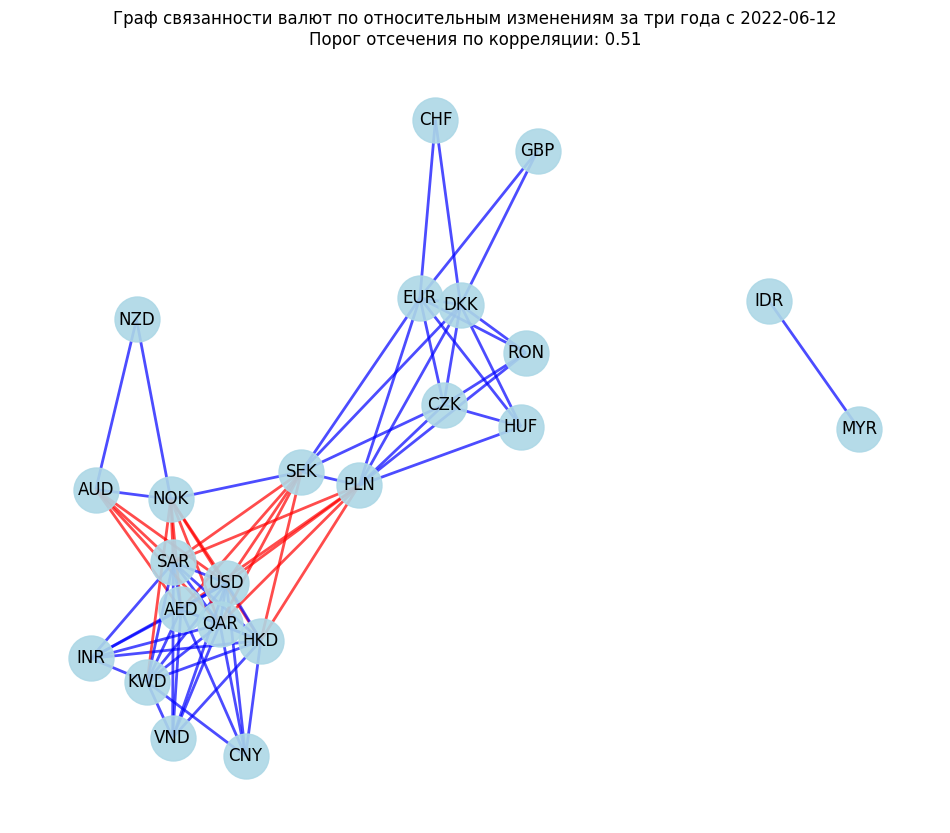 Граф связанности валют по относительным изменениям за три года с 2022-06-12
Порог отсечения по корреляции: 0.51
CHF
GBP
EUR
DKK
IDR
NZD
RON
CZK
HUF
MYR
SEK
PLN
AUD
NOK
SAR
USD
AED
QAR
HKD
INR
KWD
VND
CNY